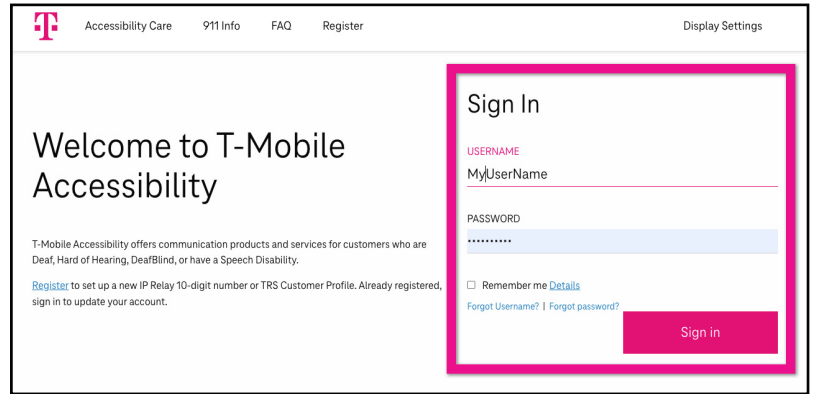 T
Accessibility Care 911 Info FAQ Register Display Settings
Welcome to T-Mobile
Accessibility
T-Mobile Accessibility offers communication products and services for customers who are
Deaf, Hard of Hearing, DeafBlind, or have a Speech Disability.
Register to set up a new IP Relay 10-digit number or TRS Customer Profile. Already registered,
sign in to update your account.
Sign In
USERNAME
MyUserName
PASSWORD
••••••••••
Remember me Details
Forgot Username? | Forgot password?
Sign in